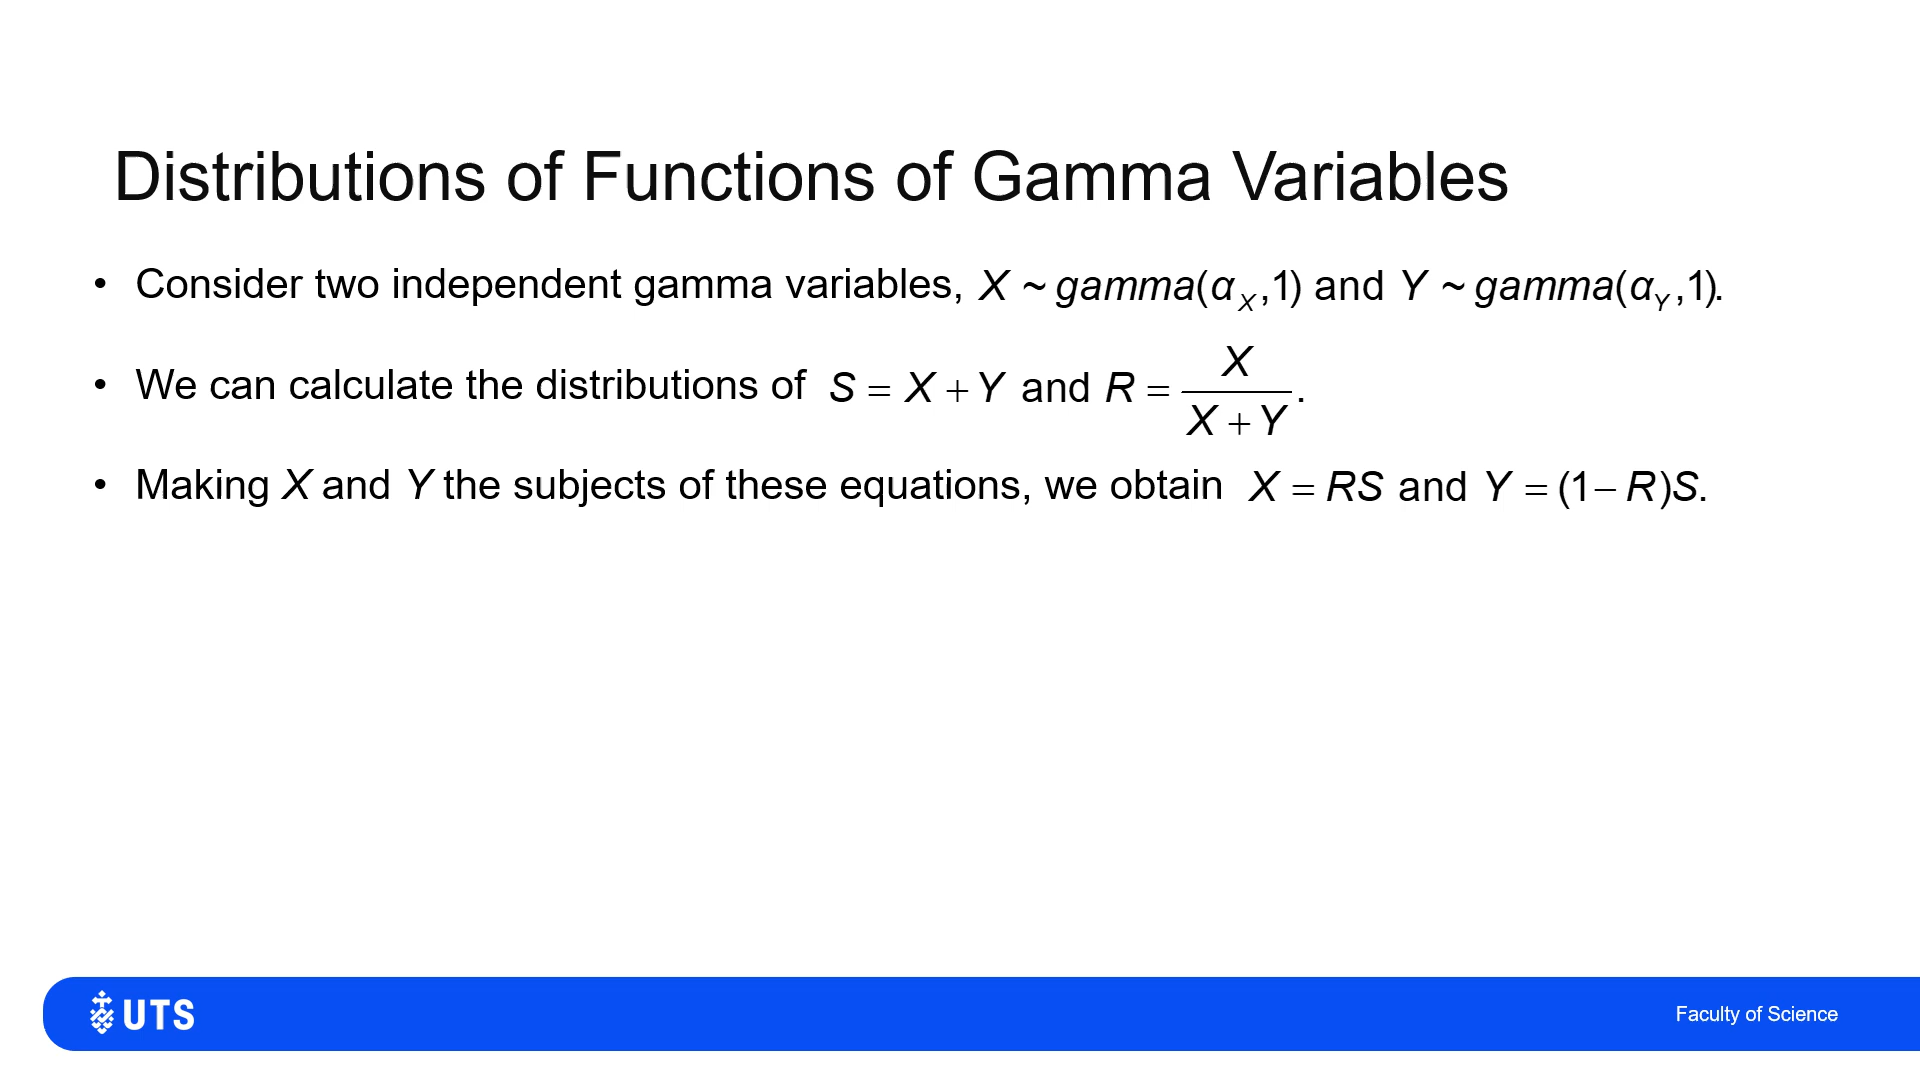 Distributions of Functions of Gamma Variables
• Consider two independent gamma variables, X ~ gamma(α_X,1) and Y ~ gamma(α_Y,1).
• We can calculate the distributions of S = X + Y and R = X / (X + Y).
• Making X and Y the subjects of these equations, we obtain X = RS and Y = (1 − R)S.
UTS
Faculty of Science